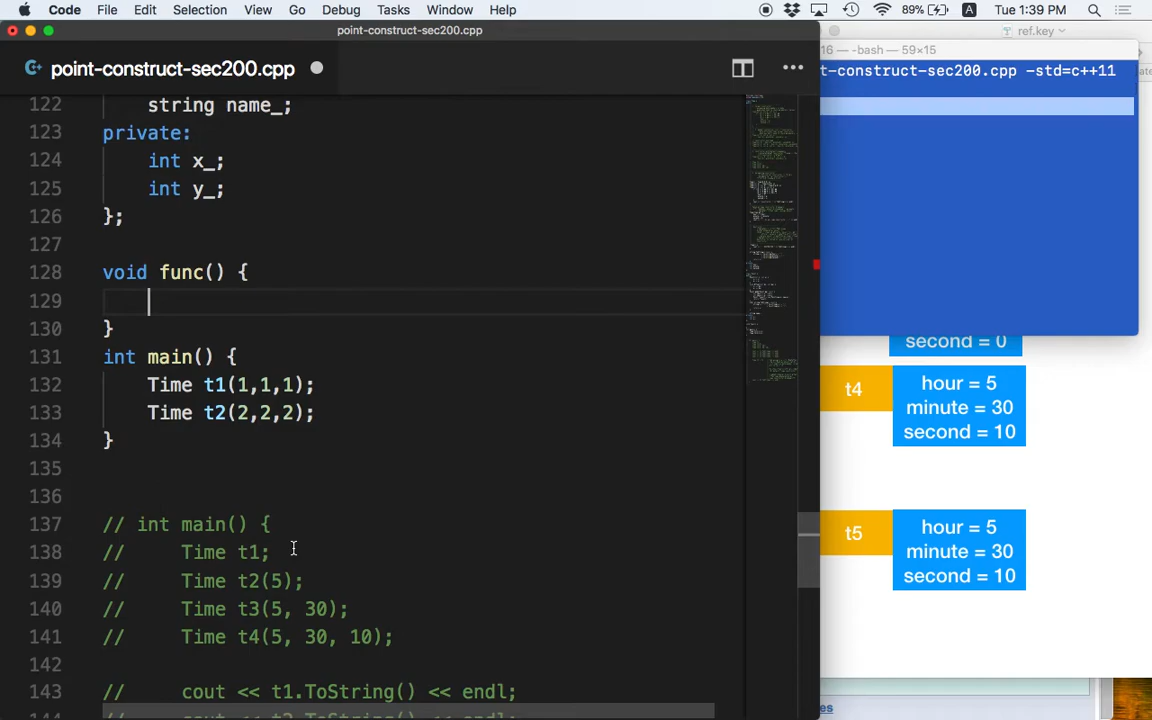 Code File Edit Selection View Go Debug Tasks Window Help 89% A Tue 1:39 PM
point-construct-sec200.cpp
point-construct-sec200.cpp
122 string name_;
123 private:
124 int x_;
125 int y_;
126 };
127
128 void func() {
129
130 }
131 int main() {
132 Time t1(1,1,1);
133 Time t2(2,2,2);
134 }
135
136
137 // int main() {
138 // Time t1;
139 // Time t2(5);
140 // Time t3(5, 30);
141 // Time t4(5, 30, 10);
142
143 // cout << t1.ToString() << endl;
ref.key
16 — -bash — 59×15
t-construct-sec200.cpp -std=c++11
second = 0
t4
hour = 5
minute = 30
second = 10
t5
hour = 5
minute = 30
second = 10